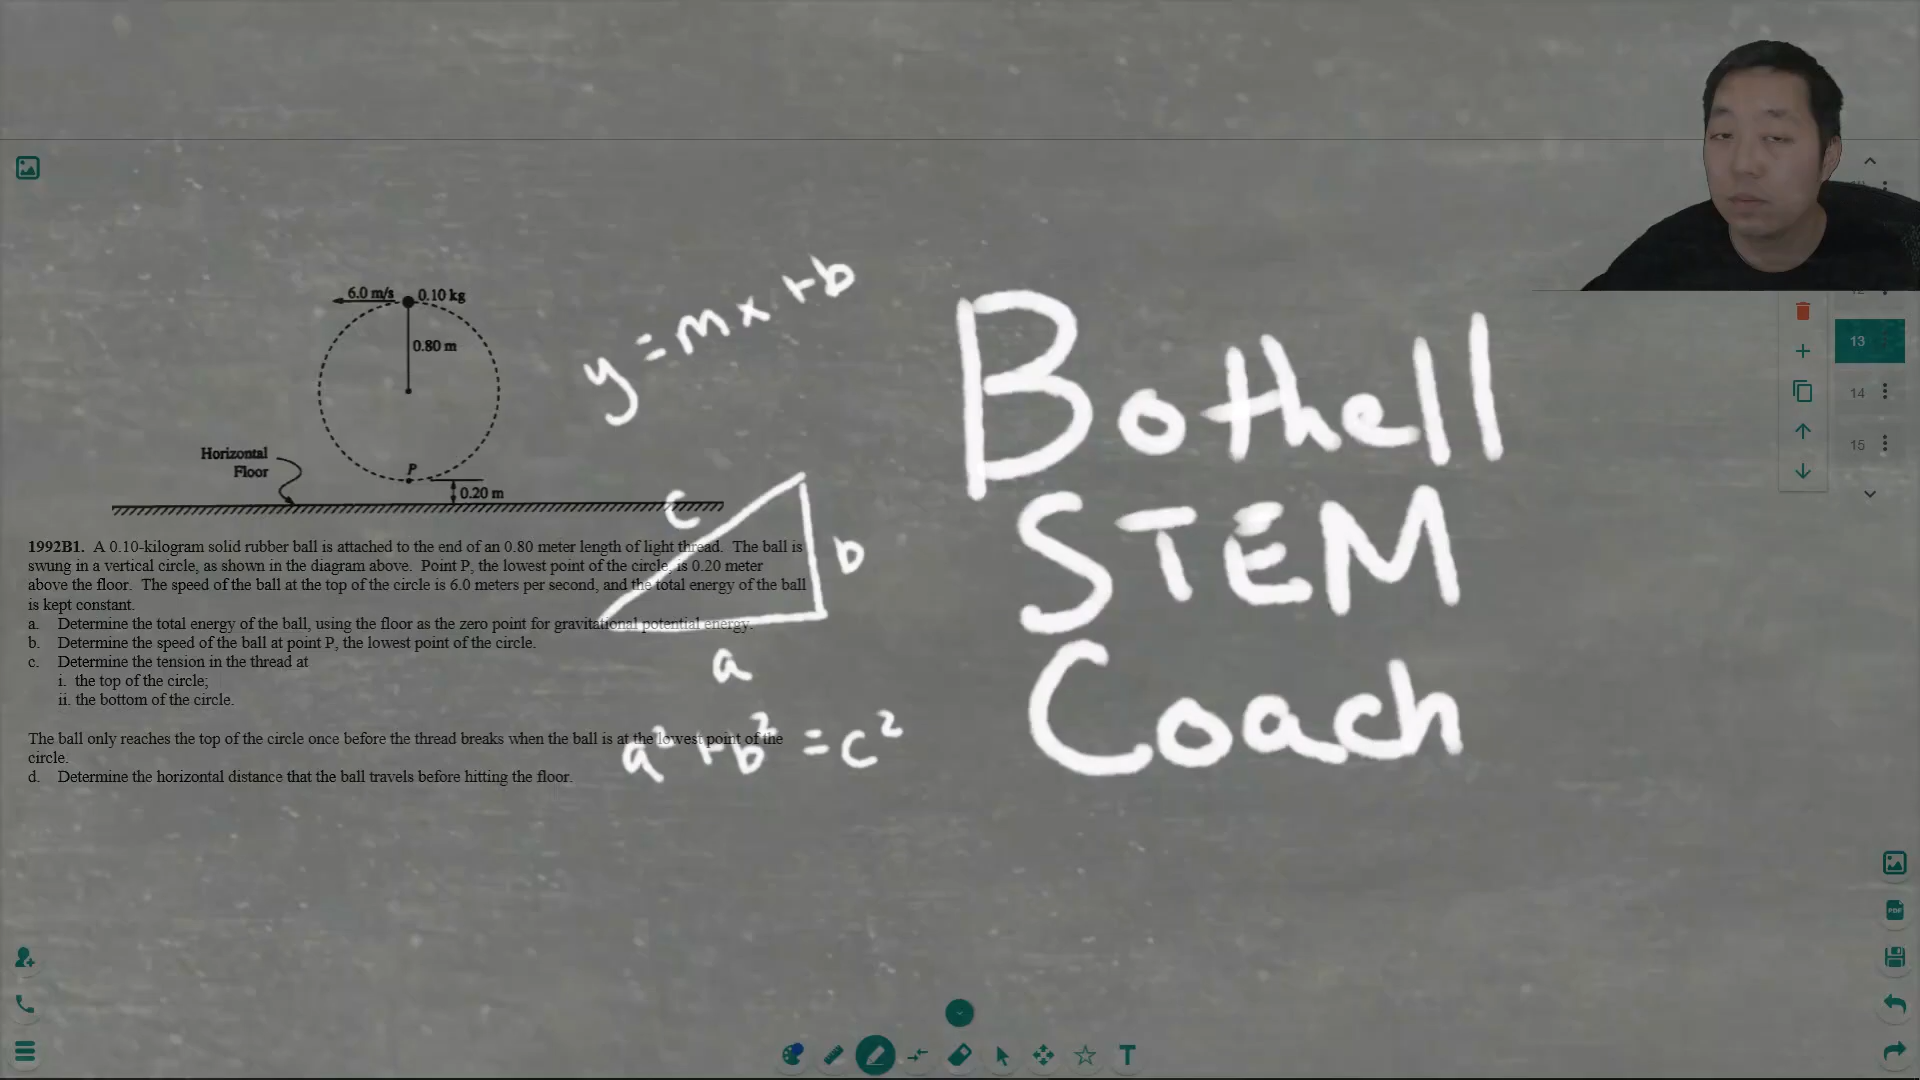 6.0 m/s 0.10 kg
0.80 m
Horizontal
Floor
P
0.20 m
1992B1. A 0.10-kilogram solid rubber ball is attached to the end of an 0.80 meter length of light thread. The ball is
swung in a vertical circle, as shown in the diagram above. Point P, the lowest point of the circle, is 0.20 meter
above the floor. The speed of the ball at the top of the circle is 6.0 meters per second, and the total energy of the ball
is kept constant.
a. Determine the total energy of the ball, using the floor as the zero point for gravitational potential energy.
b. Determine the speed of the ball at point P, the lowest point of the circle.
c. Determine the tension in the thread at
i. the top of the circle;
ii. the bottom of the circle.
The ball only reaches the top of the circle once before the thread breaks when the ball is at the lowest point of the
circle.
d. Determine the horizontal distance that the ball travels before hitting the floor.
y = mx + b
c
b
a
a² + b² = c²
Bothell
STEM
Coach
13
14
15
PDF
T